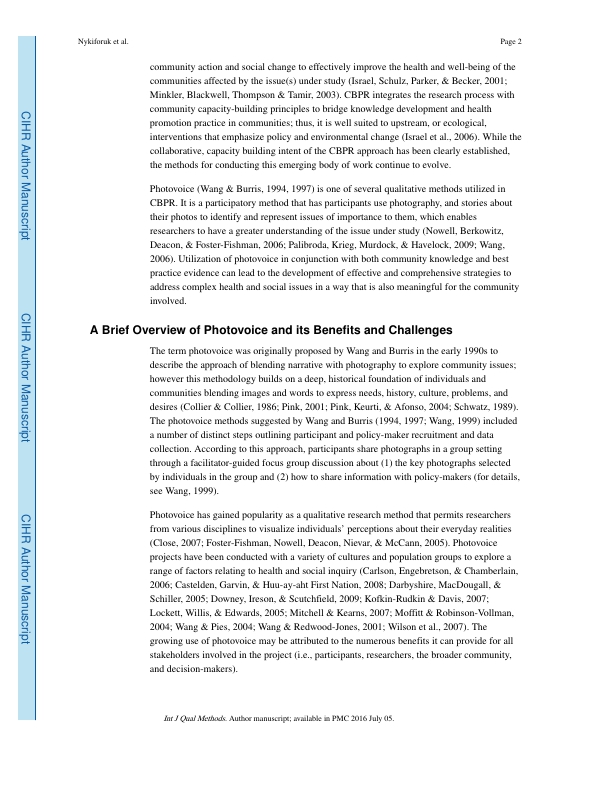 Nykiforuk et al.
Page 2
community action and social change to effectively improve the health and well-being of the
communities affected by the issue(s) under study (Israel, Schulz, Parker, & Becker, 2001;
Minkler, Blackwell, Thompson & Tamir, 2003). CBPR integrates the research process with
community capacity-building principles to bridge knowledge development and health
promotion practice in communities; thus, it is well suited to upstream, or ecological,
interventions that emphasize policy and environmental change (Israel et al., 2006). While the
collaborative, capacity building intent of the CBPR approach has been clearly established,
the methods for conducting this emerging body of work continue to evolve.
Photovoice (Wang & Burris, 1994, 1997) is one of several qualitative methods utilized in
CBPR. It is a participatory method that has participants use photography, and stories about
their photos to identify and represent issues of importance to them, which enables
researchers to have a greater understanding of the issue under study (Nowell, Berkowitz,
Deacon, & Foster-Fishman, 2006; Palibroda, Krieg, Murdock, & Havelock, 2009; Wang,
2006). Utilization of photovoice in conjunction with both community knowledge and best
practice evidence can lead to the development of effective and comprehensive strategies to
address complex health and social issues in a way that is also meaningful for the community
involved.
A Brief Overview of Photovoice and its Benefits and Challenges
The term photovoice was originally proposed by Wang and Burris in the early 1990s to
describe the approach of blending narrative with photography to explore community issues;
however this methodology builds on a deep, historical foundation of individuals and
communities blending images and words to express needs, history, culture, problems, and
desires (Collier & Collier, 1986; Pink, 2001; Pink, Keurti, & Afonso, 2004; Schwatz, 1989).
The photovoice methods suggested by Wang and Burris (1994, 1997; Wang, 1999) included
a number of distinct steps outlining participant and policy-maker recruitment and data
collection. According to this approach, participants share photographs in a group setting
through a facilitator-guided focus group discussion about (1) the key photographs selected
by individuals in the group and (2) how to share information with policy-makers (for details,
see Wang, 1999).
Photovoice has gained popularity as a qualitative research method that permits researchers
from various disciplines to visualize individuals' perceptions about their everyday realities
(Close, 2007; Foster-Fishman, Nowell, Deacon, Nievar, & McCann, 2005). Photovoice
projects have been conducted with a variety of cultures and population groups to explore a
range of factors relating to health and social inquiry (Carlson, Engebretson, & Chamberlain,
2006; Castelden, Garvin, & Huu-ay-aht First Nation, 2008; Darbyshire, MacDougall, &
Schiller, 2005; Downey, Ireson, & Scutchfield, 2009; Kofkin-Rudkin & Davis, 2007;
Lockett, Willis, & Edwards, 2005; Mitchell & Kearns, 2007; Moffitt & Robinson-Vollman,
2004; Wang & Pies, 2004; Wang & Redwood-Jones, 2001; Wilson et al., 2007). The
growing use of photovoice may be attributed to the numerous benefits it can provide for all
stakeholders involved in the project (i.e., participants, researchers, the broader community,
and decision-makers).
Int J Qual Methods. Author manuscript; available in PMC 2016 July 05.
CIHR Author Manuscript
CIHR Author Manuscript
CIHR Author Manuscript